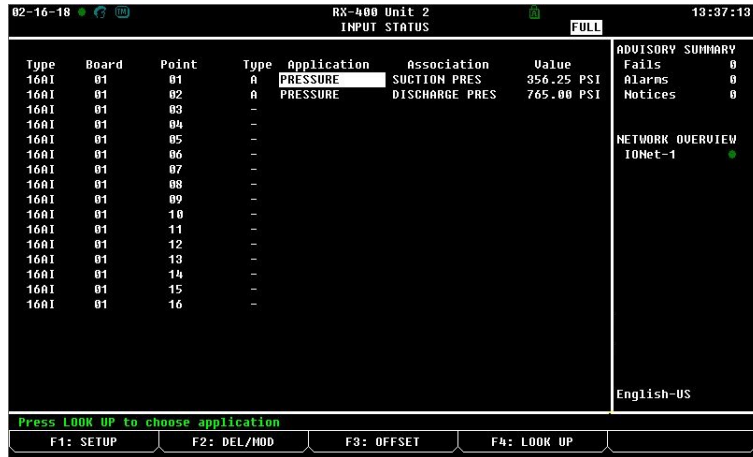 02-16-18 RX-400 Unit 2 13:37:13
INPUT STATUS FULL
ADVISORY SUMMARY
Fails 0
Alarms 0
Notices 0
NETWORK OVERVIEW
IONet-1
English-US
Type Board Point Type Application Association Value
16AI 01 01 A PRESSURE SUCTION PRES 356.25 PSI
16AI 01 02 A PRESSURE DISCHARGE PRES 765.00 PSI
16AI 01 03 -
16AI 01 04 -
16AI 01 05 -
16AI 01 06 -
16AI 01 07 -
16AI 01 08 -
16AI 01 09 -
16AI 01 10 -
16AI 01 11 -
16AI 01 12 -
16AI 01 13 -
16AI 01 14 -
16AI 01 15 -
16AI 01 16 -
Press LOOK UP to choose application
F1: SETUP F2: DEL/MOD F3: OFFSET F4: LOOK UP